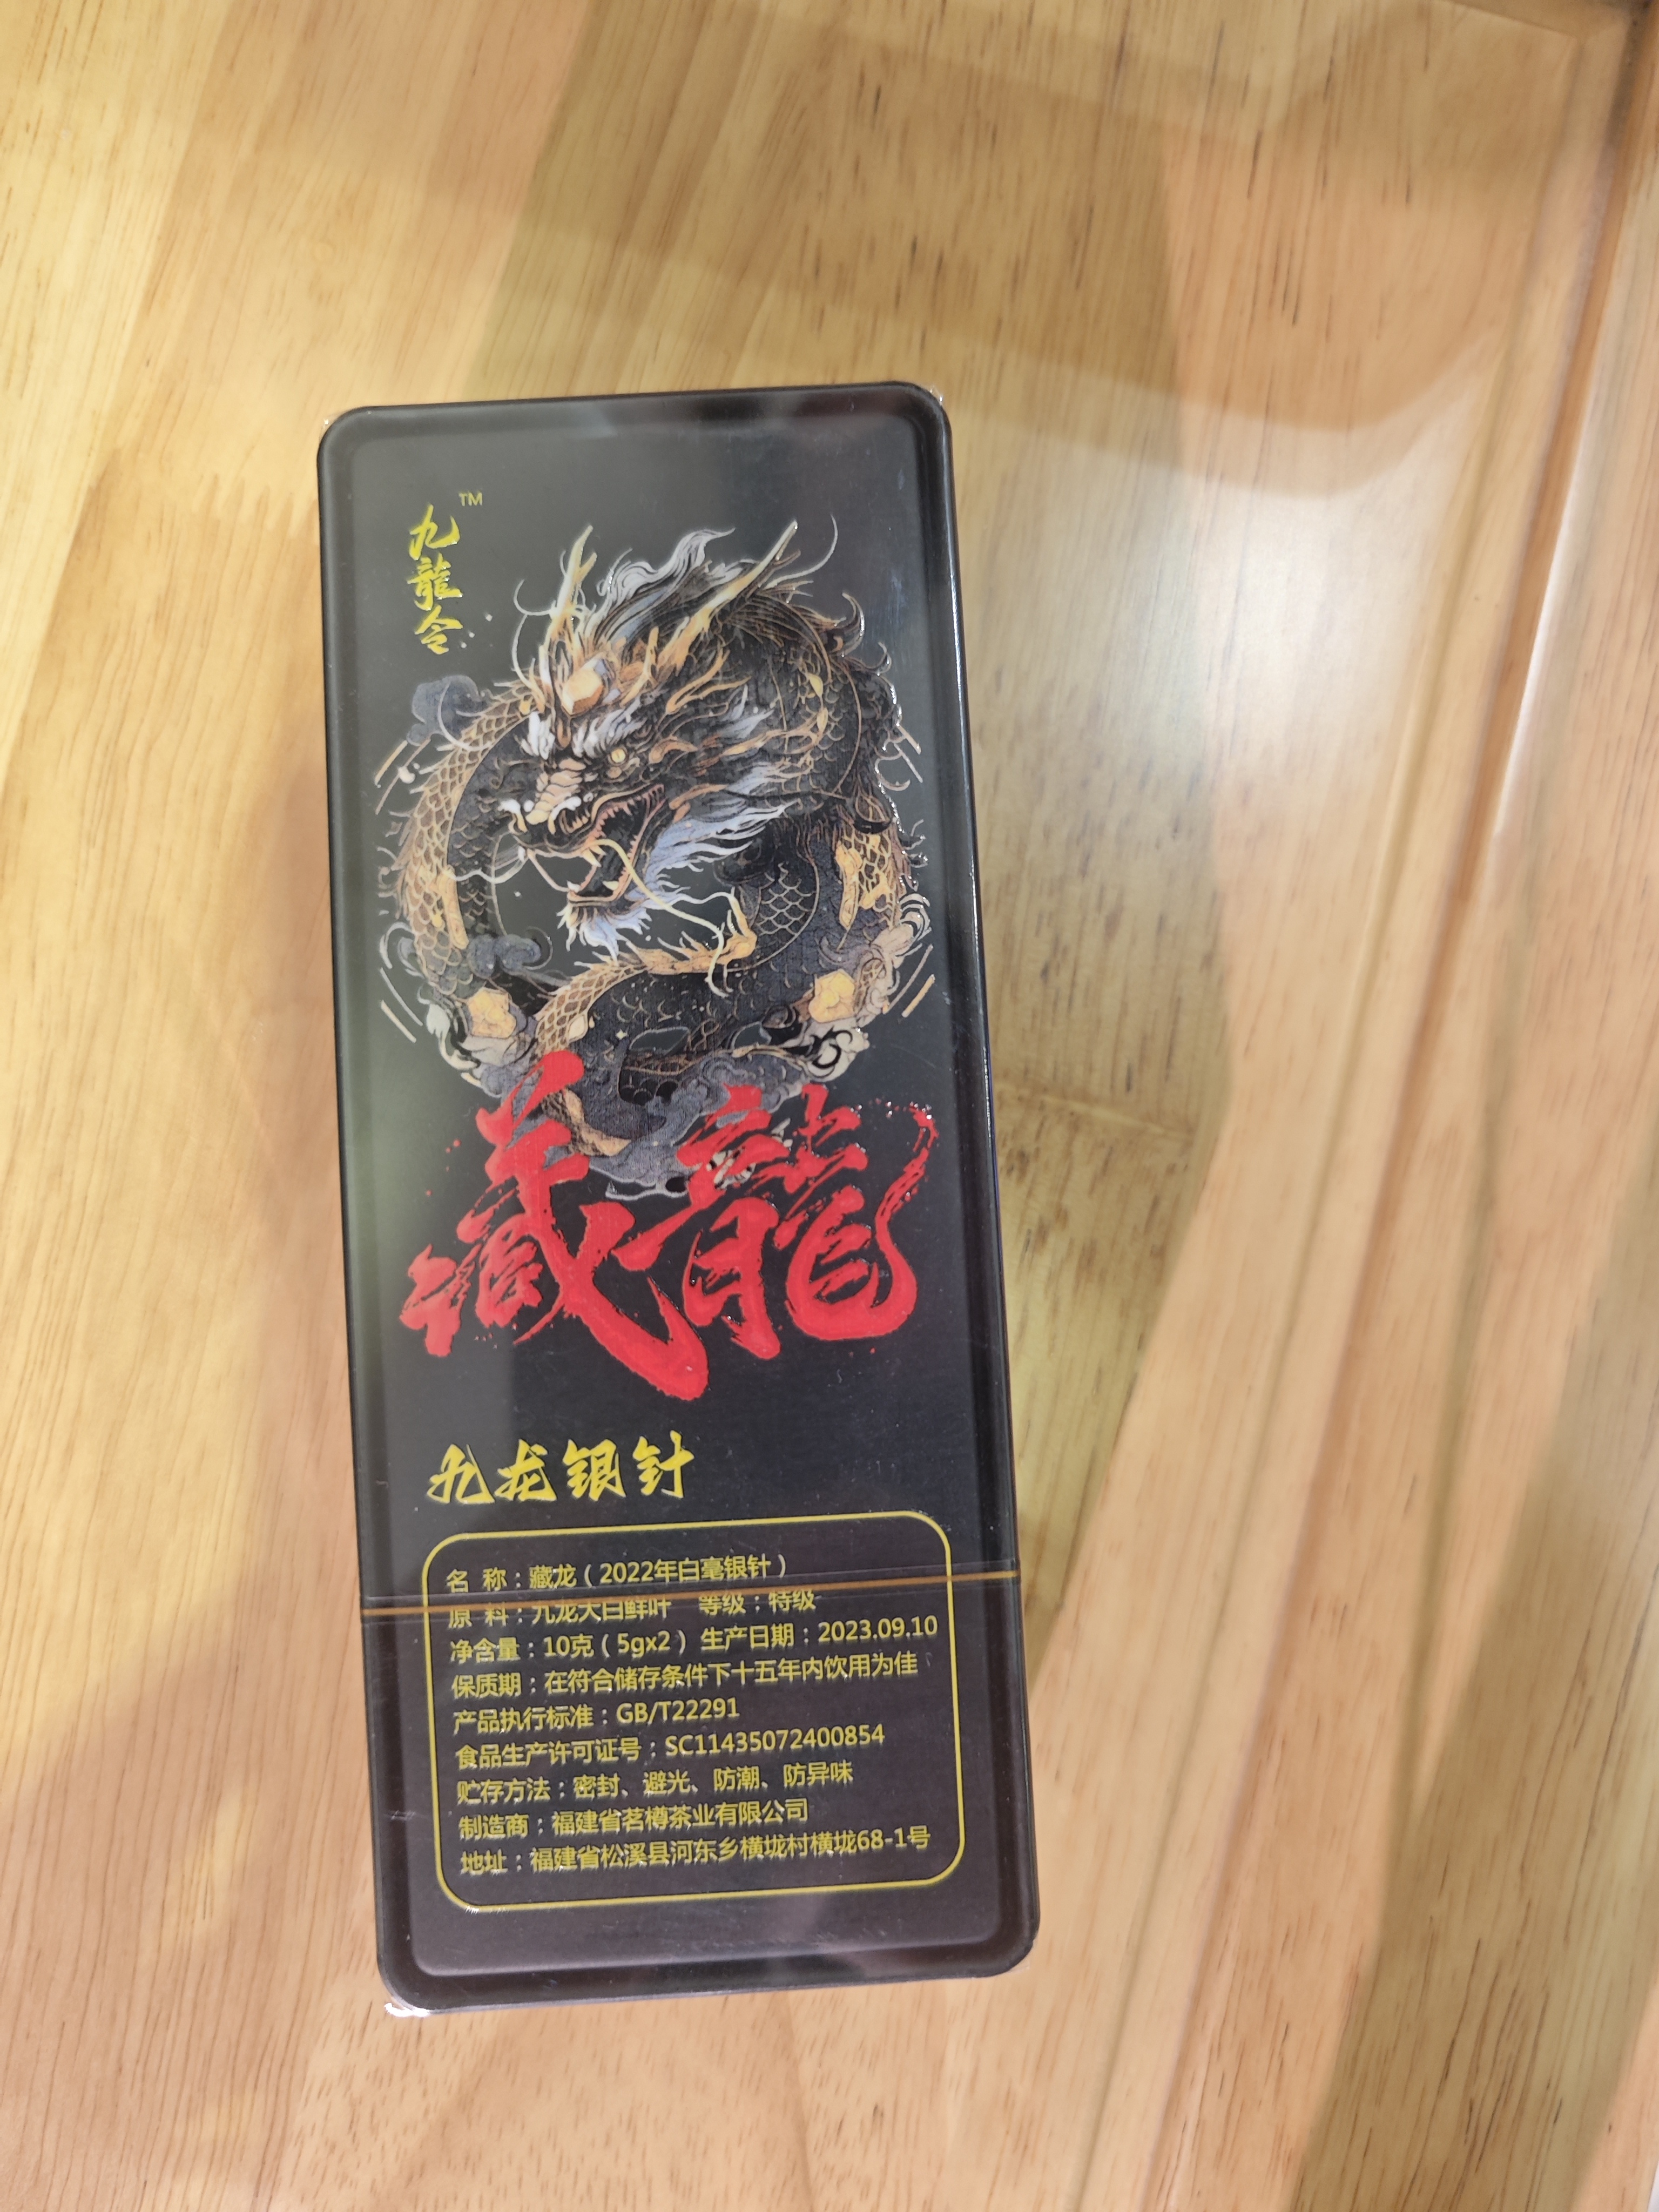 九龍令™
藏龍
九龙银针
名 称：藏龙（2022年白毫银针）
原 料：九龙大白鲜叶 等级：特级
净含量：10克（5gx2） 生产日期：2023.09.10
保质期：在符合储存条件下十五年内饮用为佳
产品执行标准：GB/T22291
食品生产许可证号：SC11435072400854
贮存方法：密封、避光、防潮、防异味
制造商：福建省茗樽茶业有限公司
地址：福建省松溪县河东乡横垅村横垅68-1号